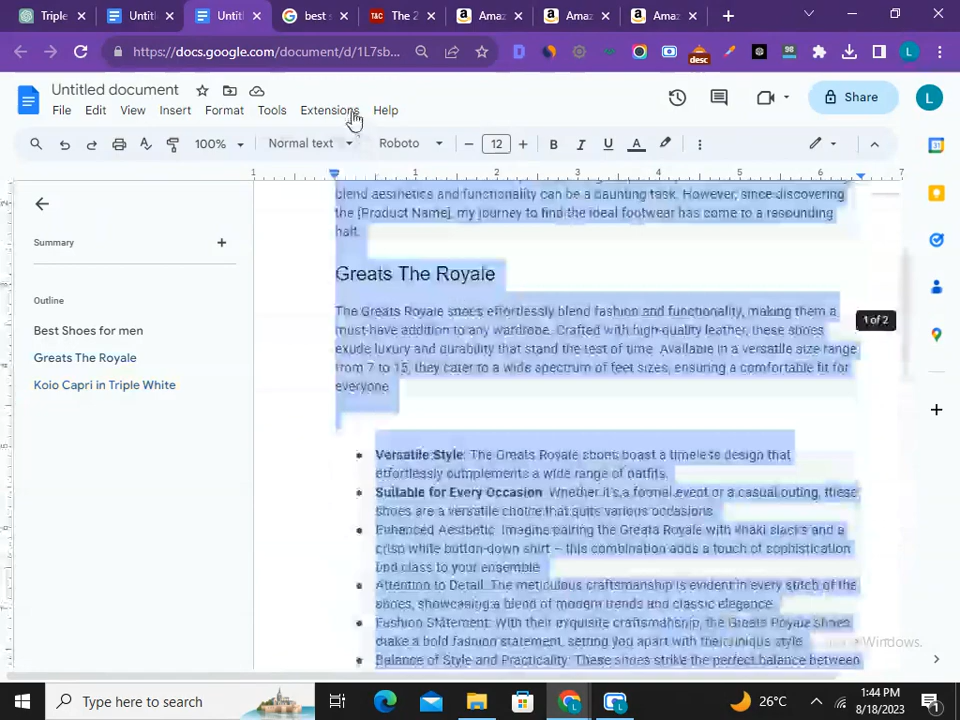 Triple
Untit
Untit
best s
T&C The 2
Amaz
Amaz
Amaz
https://docs.google.com/document/d/1L7sb...
desc
98
L
Untitled document
File Edit View Insert Format Tools Extensions Help
Share
L
100% Normal text Roboto 12
1 1 2 3 4 5 6 7
blend aesthetics and functionality can be a daunting task. However, since discovering
the [Product Name], my journey to find the ideal footwear has come to a resounding
halt.
Summary
Outline
Best Shoes for men
Greats The Royale
Koio Capri in Triple White
Greats The Royale
1 of 2
The Greats Royale shoes effortlessly blend fashion and functionality, making them a
must-have addition to any wardrobe. Crafted with high-quality leather, these shoes
exude luxury and durability that stand the test of time. Available in a versatile size range
from 7 to 15, they cater to a wide spectrum of feet sizes, ensuring a comfortable fit for
everyone.
Versatile Style: The Greats Royale shoes boast a timeless design that
effortlessly complements a wide range of outfits.
Suitable for Every Occasion: Whether it's a formal event or a casual outing, these
shoes are a versatile choice that suits various occasions.
Enhanced Aesthetic: Imagine pairing the Greats Royale with khaki slacks and a
crisp white button-down shirt – this combination adds a touch of sophistication
and class to your ensemble.
Attention to Detail: The meticulous craftsmanship is evident in every stitch of the
shoes, showcasing a blend of modern trends and classic elegance.
Fashion Statement: With their exquisite craftsmanship, the Greats Royale shoes
make a bold fashion statement, setting you apart with their unique style.
Balance of Style and Practicality: These shoes strike the perfect balance between
Windows.
Type here to search
26°C
1:44 PM
8/18/2023
1